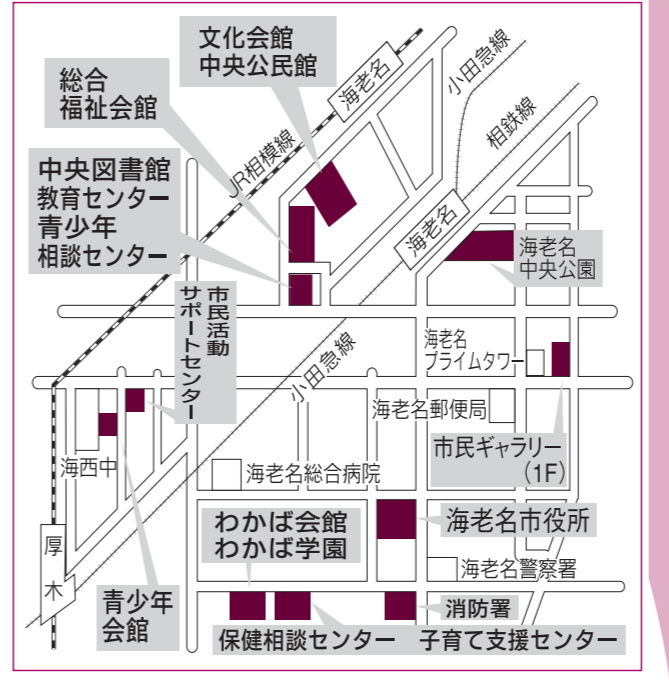 文化会館
中央公民館
総合
福祉会館
海老名
小田急線
相鉄線
JR相模線
中央図書館
教育センター
青少年
相談センター
海老名
海老名
中央公園
市民活動
サポートセンター
小田急線
海老名
プライムタワー
海老名郵便局
市民ギャラリー
(1F)
海西中
海老名総合病院
わかば会館
わかば学園
海老名市役所
厚木
海老名警察署
青少年
会館
消防署
保健相談センター
子育て支援センター